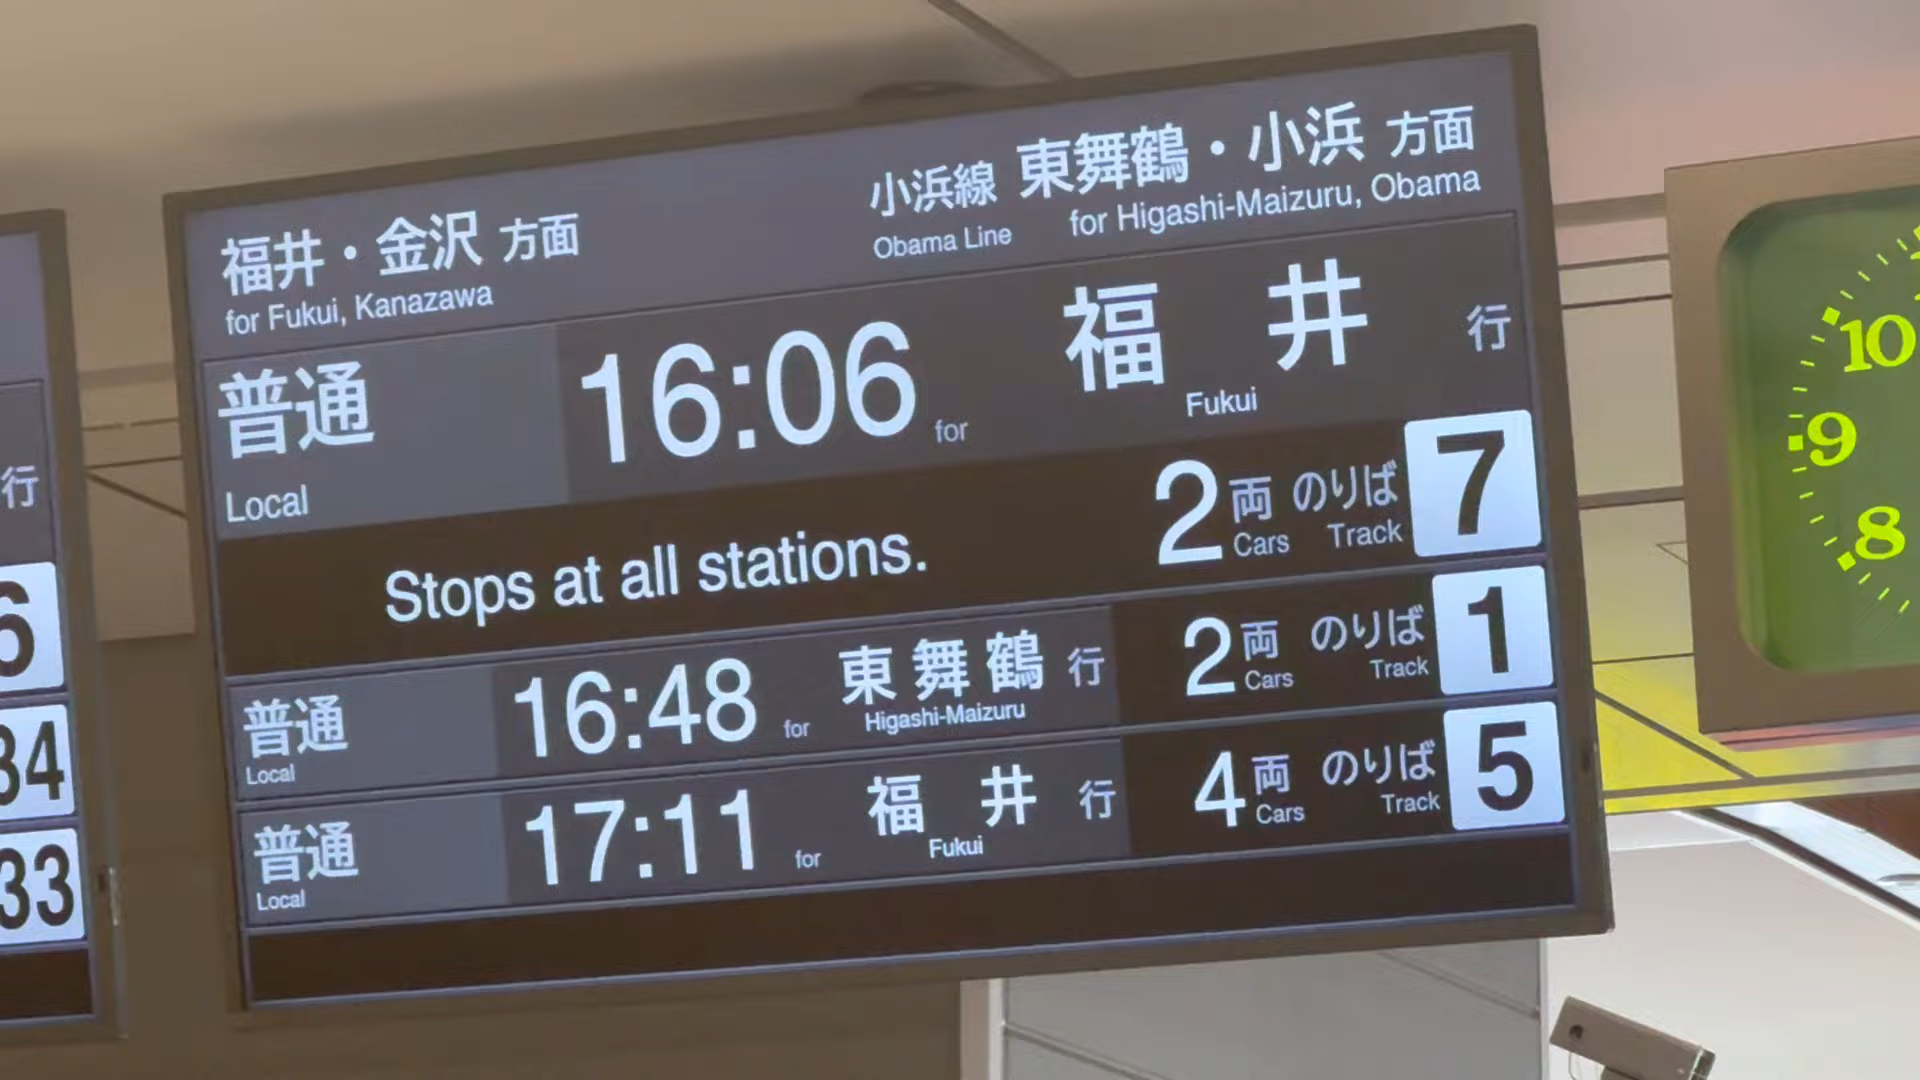 福井・金沢 方面
for Fukui, Kanazawa
小浜線 東舞鶴・小浜 方面
Obama Line for Higashi-Maizuru, Obama
普通 16:06 for 福井 行
Local Fukui
Stops at all stations.
2 両 のりば 7
Cars Track
普通 16:48 for 東舞鶴 行 2 両 のりば 1
Local Higashi-Maizuru Cars Track
普通 17:11 for 福井 行 4 両 のりば 5
Local Fukui Cars Track
行
34
33
10
9
8